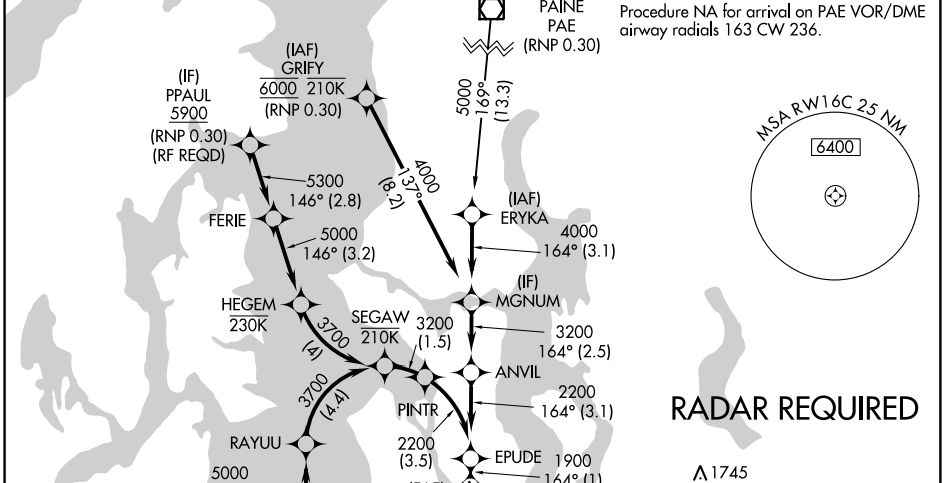 PAINE
PAE
(RNP 0.30)
Procedure NA for arrival on PAE VOR/DME
airway radials 163 CW 236.
(IAF)
GRIFY
6000 210K
(RNP 0.30)
(IF)
PPAUL
5900
(RNP 0.30)
(RF REQD)
5000
169°
(13.3)
MSA RW16C 25 NM
6400
5300
146° (2.8)
4000
137°
(8.2)
FERIE
(IAF)
ERYKA
5000
146° (3.2)
4000
164° (3.1)
HEGEM
230K
(IF)
MGNUM
SEGAW
210K
3200
(1.5)
3700
(4)
3200
164° (2.5)
ANVIL
3700
(4.4)
PINTR
2200
164° (3.1)
RADAR REQUIRED
RAYUU
2200
(3.5)
EPUDE
1900
164° (1)
5000
1745